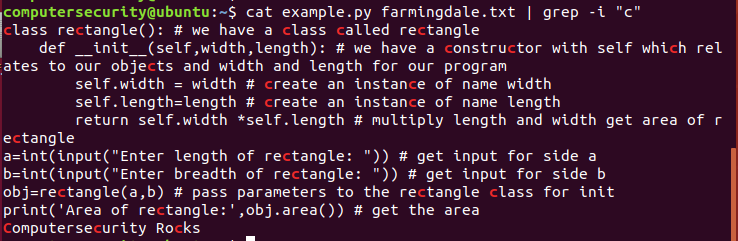 computersecurity@ubuntu:~$ cat example.py farmingdale.txt | grep -i "c"
class rectangle(): # we have a class called rectangle
    def __init__(self,width,length): # we have a constructor with self which rel
ates to our objects and width and length for our program
        self.width = width # create an instance of name width
        self.length=length # create an instance of name length
        return self.width *self.length # multiply length and width get area of r
ectangle
a=int(input("Enter length of rectangle: ")) # get input for side a
b=int(input("Enter breadth of rectangle: ")) # get input for side b
obj=rectangle(a,b) # pass parameters to the rectangle class for init
print('Area of rectangle:',obj.area()) # get the area
Computersecurity Rocks